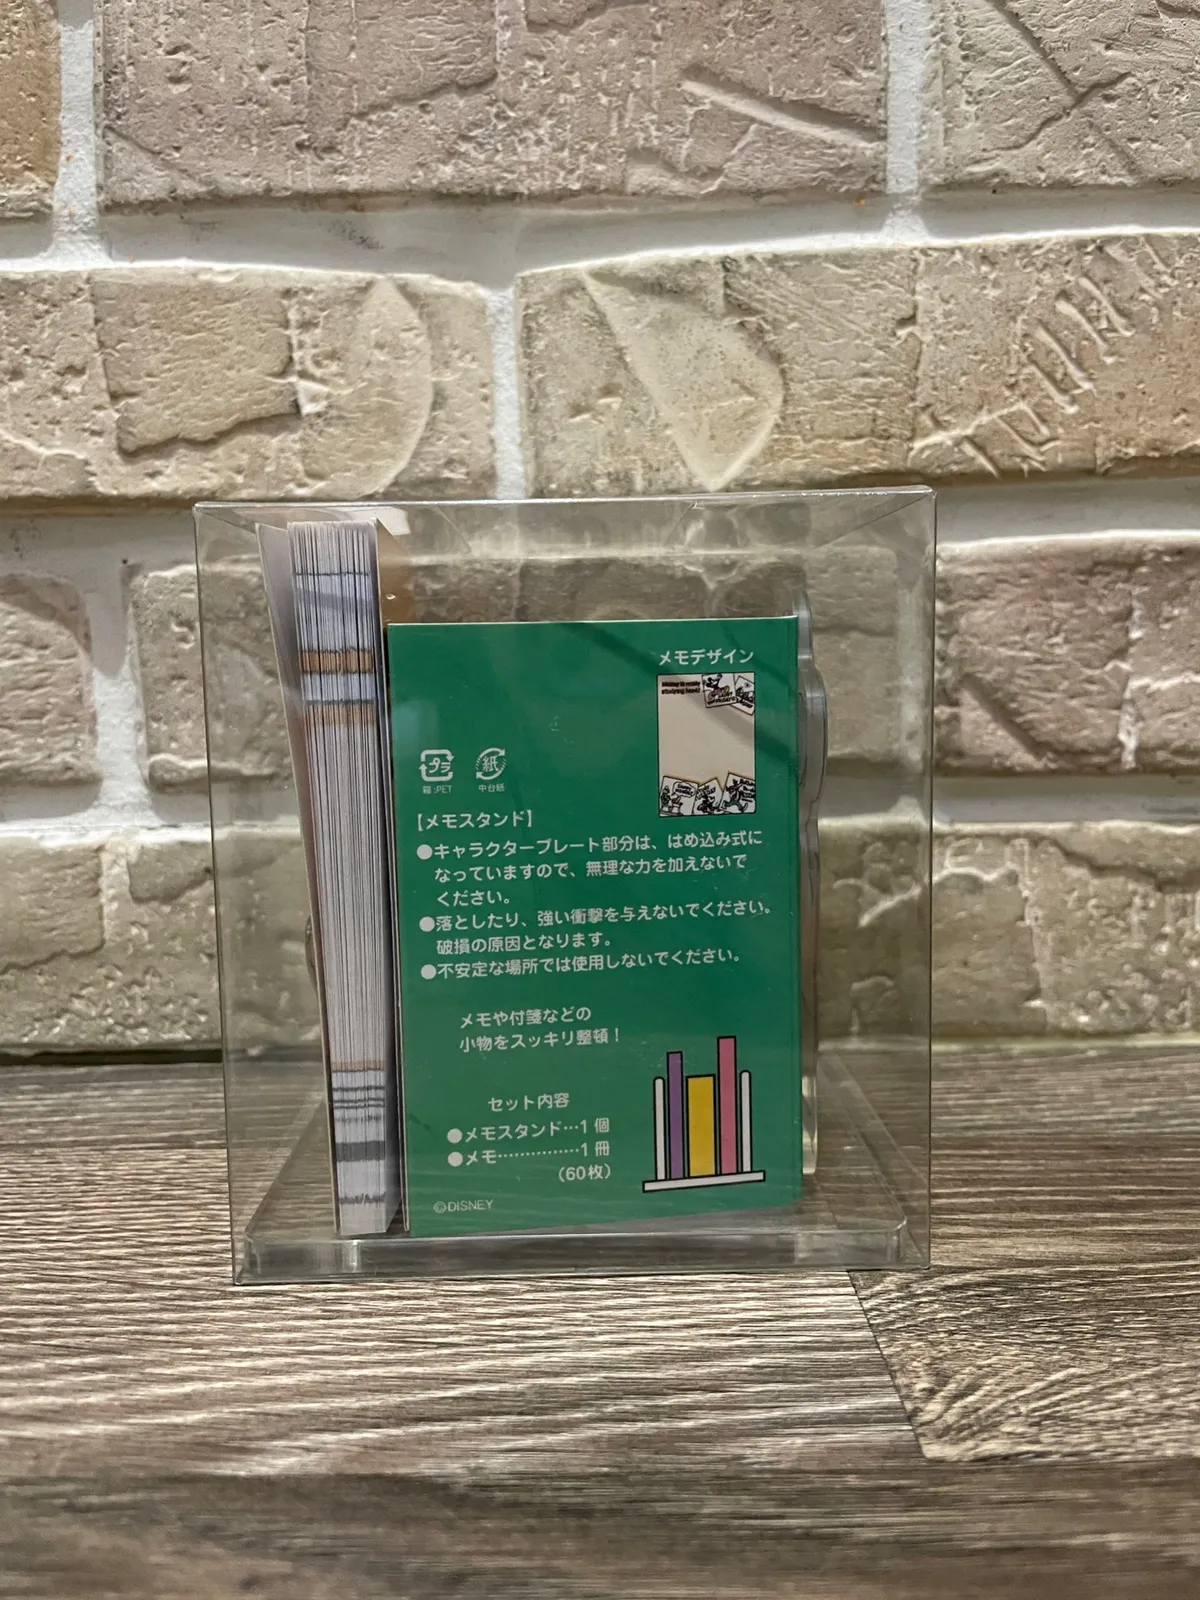 メモデザイン
プラ
紙
箱:PET
中台紙
【メモスタンド】
●キャラクタープレート部分は、はめ込み式に
なっていますので、無理な力を加えないで
ください。
●落としたり、強い衝撃を与えないでください。
破損の原因となります。
●不安定な場所では使用しないでください。
メモや付箋などの
小物をスッキリ整頓！
セット内容
●メモスタンド…1個
●メモ……………1冊
（60枚）
©DISNEY